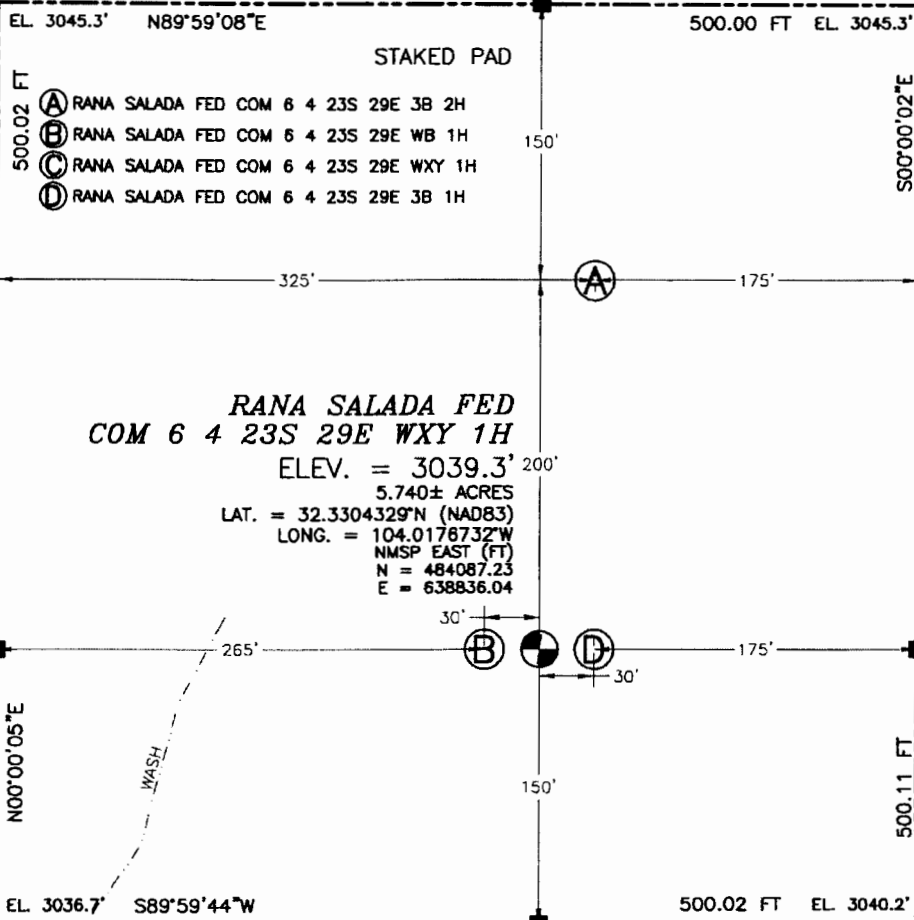 EL. 3045.3' N89°59'08"E 500.00 FT EL. 3045.3'
STAKED PAD
500.02 FT
S00°00'02"E
A RANA SALADA FED COM 6 4 23S 29E 3B 2H
B RANA SALADA FED COM 6 4 23S 29E WB 1H
C RANA SALADA FED COM 6 4 23S 29E WXY 1H
D RANA SALADA FED COM 6 4 23S 29E 3B 1H
150'
325' A 175'
RANA SALADA FED
COM 6 4 23S 29E WXY 1H
ELEV. = 3039.3' 200'
5.740± ACRES
LAT. = 32.3304329°N (NAD83)
LONG. = 104.0176732°W
NMSP EAST (FT)
N = 484087.23
E = 638836.04
30'
265' B D 175'
30'
N00°00'05"E
WASH
150'
500.11 FT
EL. 3036.7' S89°59'44"W 500.02 FT EL. 3040.2'